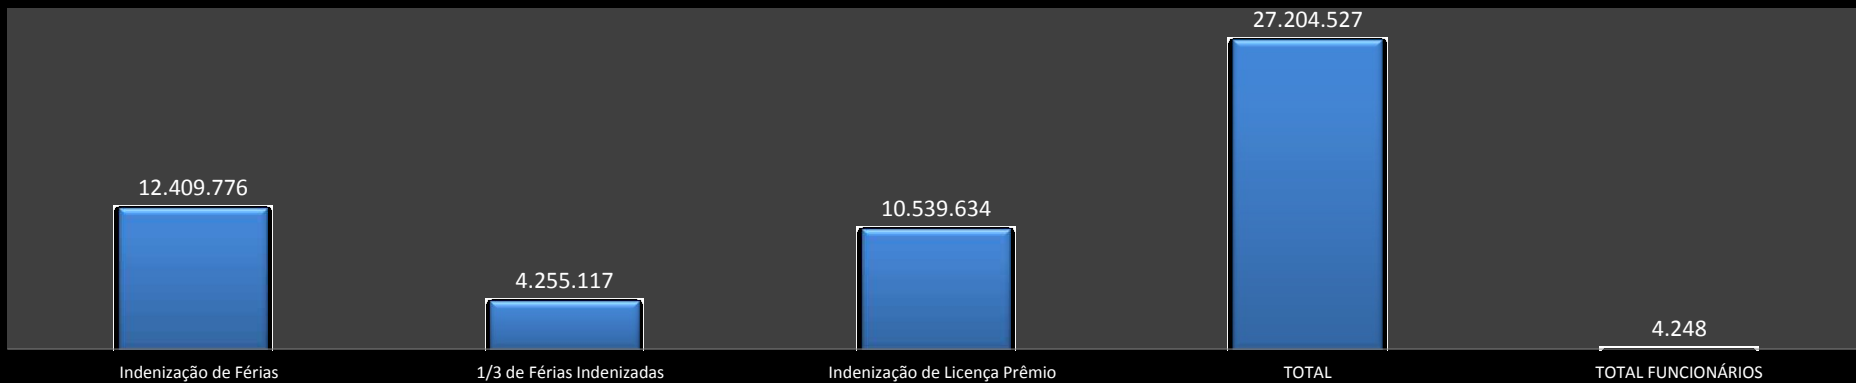 27.204.527
12.409.776
10.539.634
4.255.117
4.248
Indenização de Férias
1/3 de Férias Indenizadas
Indenização de Licença Prêmio
TOTAL
TOTAL FUNCIONÁRIOS